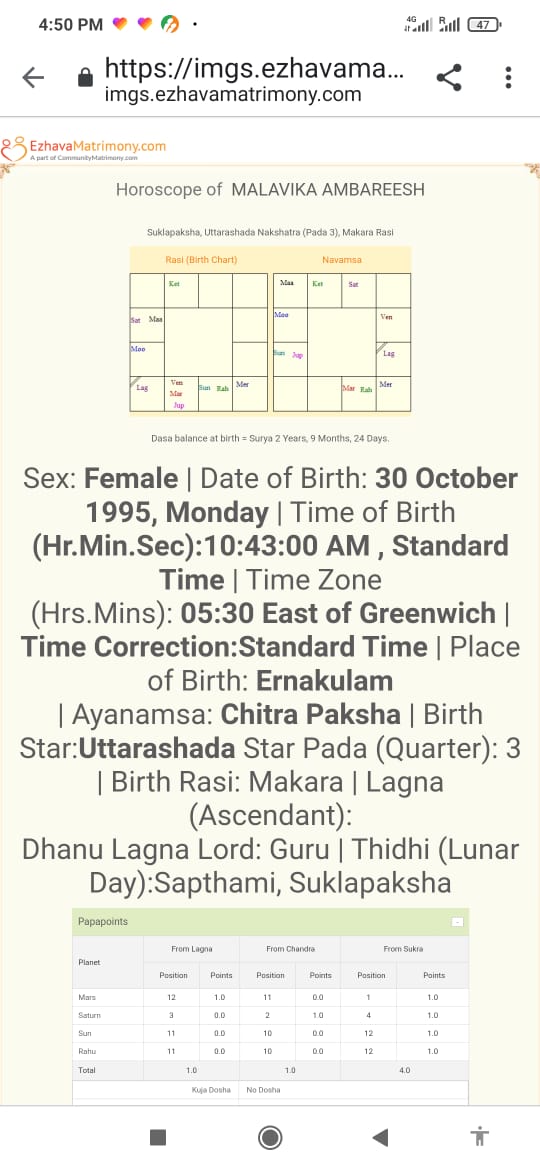 4:50 PM
4G R 47
https://imgs.ezhavama...
imgs.ezhavamatrimony.com
EzhavaMatrimony.com
A part of CommunityMatrimony.com
Horoscope of MALAVIKA AMBAREESH
Suklapaksha, Uttarashada Nakshatra (Pada 3), Makara Rasi
Rasi (Birth Chart) Navamsa
Ket Maa Ket Sat
Sat Maa Moo Ven
Moo Sun Jup Lag
Lag Ven Mar Jup Sun Rah Mer Mar Rah Mer
Dasa balance at birth = Surya 2 Years, 9 Months, 24 Days.
Sex: Female | Date of Birth: 30 October
1995, Monday | Time of Birth
(Hr.Min.Sec):10:43:00 AM , Standard
Time | Time Zone
(Hrs.Mins): 05:30 East of Greenwich |
Time Correction:Standard Time | Place
of Birth: Ernakulam
| Ayanamsa: Chitra Paksha | Birth
Star:Uttarashada Star Pada (Quarter): 3
| Birth Rasi: Makara | Lagna
(Ascendant):
Dhanu Lagna Lord: Guru | Thidhi (Lunar
Day):Sapthami, Suklapaksha
Papapoints -
Planet From Lagna From Chandra From Sukra
Position Points Position Points Position Points
Mars 12 1.0 11 0.0 1 1.0
Saturn 3 0.0 2 1.0 4 1.0
Sun 11 0.0 10 0.0 12 1.0
Rahu 11 0.0 10 0.0 12 1.0
Total 1.0 1.0 4.0
Kuja Dosha No Dosha